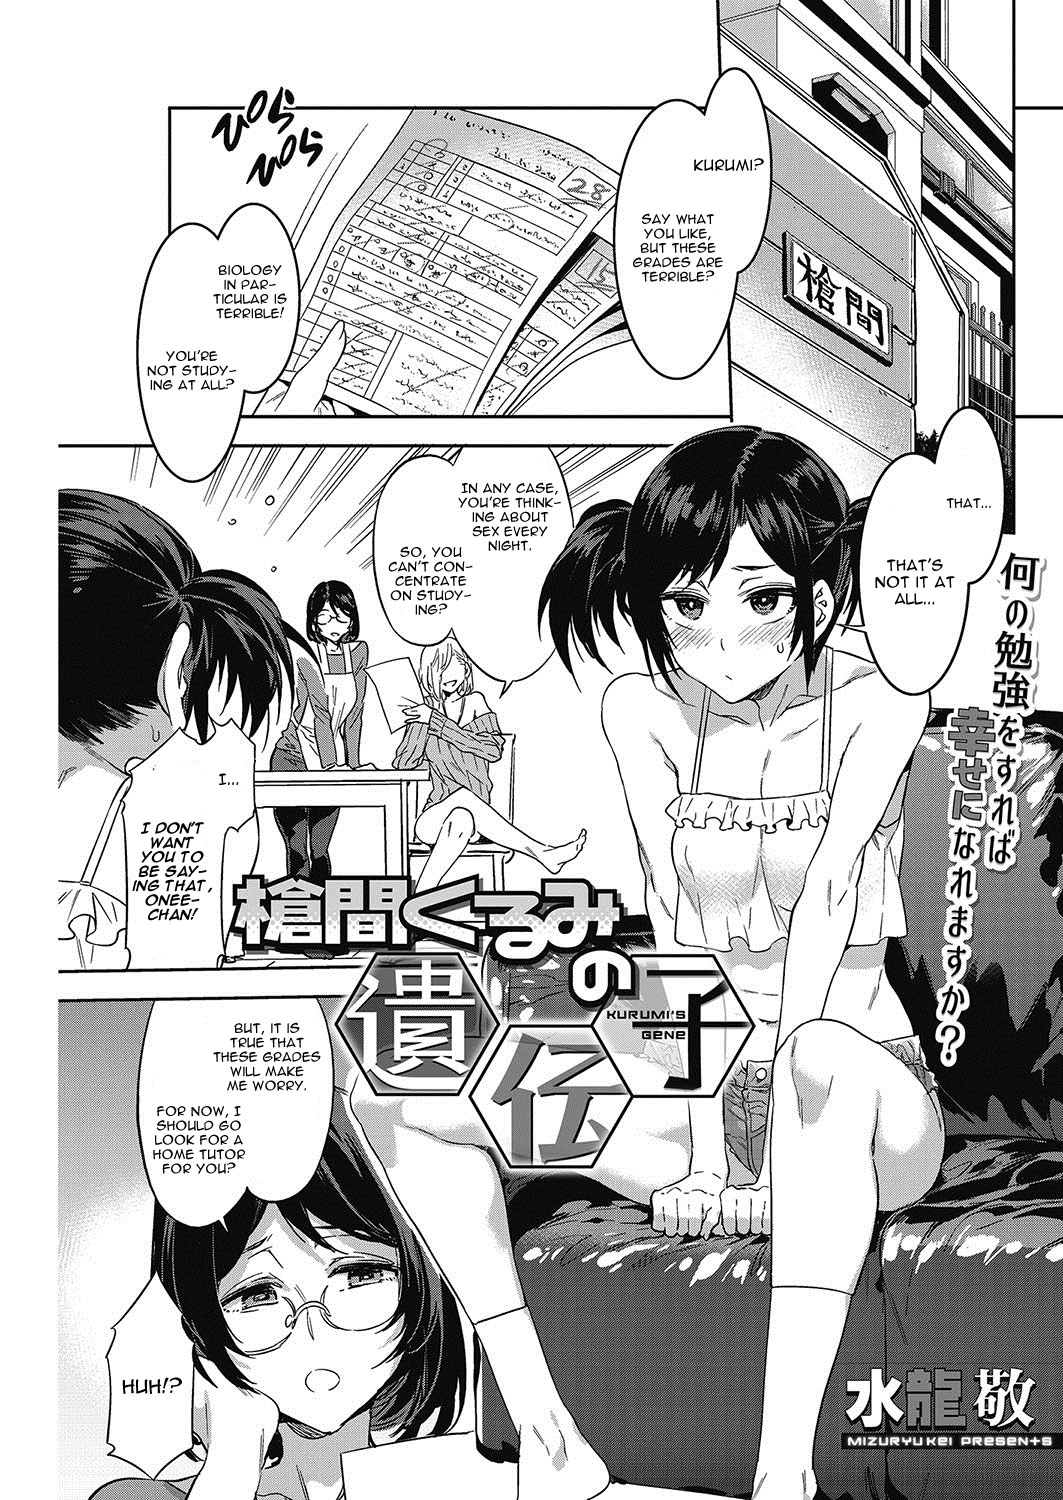 KURUMI?
SAY WHAT
YOU LIKE,
BUT THESE
GRADES ARE
TERRIBLE?
槍間
ぴら
ぴら
28
15
BIOLOGY
IN PAR-
TICULAR IS
TERRIBLE!
YOU'RE
NOT STUDY-
ING AT ALL?
THAT...
THAT'S
NOT IT AT
ALL...
IN ANY CASE,
YOU'RE THINK-
ING ABOUT
SEX EVERY
NIGHT.
SO, YOU
CAN'T CON-
CENTRATE
ON STUDY-
ING?
I...
I DON'T
WANT
YOU TO
BE SAY-
ING THAT,
ONEE-
CHAN!
何の勉強をすれば
幸せになれますか?
槍間くるみの
遺伝子
KURUMI'S
GENE
BUT, IT IS
TRUE THAT
THESE GRADES
WILL MAKE
ME WORRY.
FOR NOW, I
SHOULD GO
LOOK FOR A
HOME TUTOR
FOR YOU?
HUH!?
水龍敬
MIZURYU KEI PRESENTS